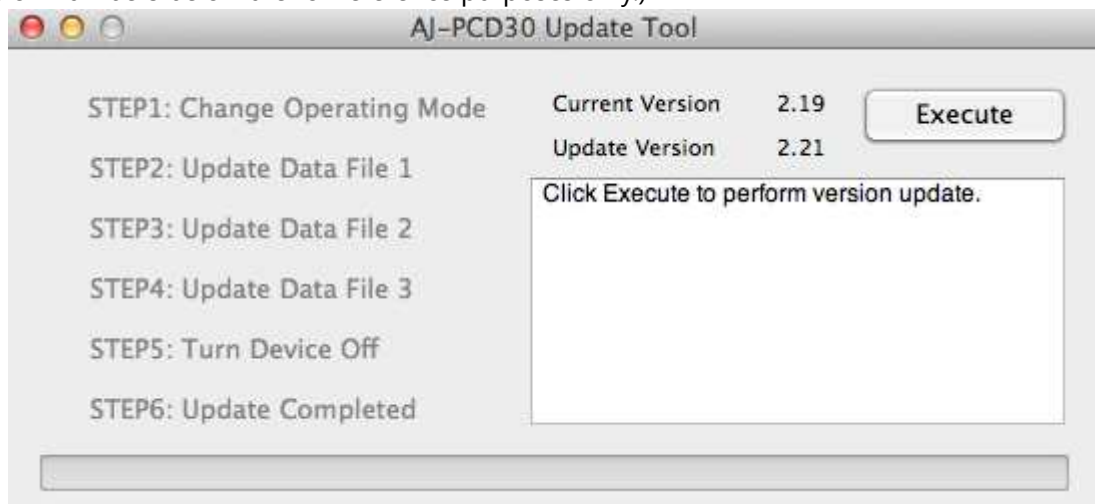 AJ-PCD30 Update Tool
STEP1: Change Operating Mode
STEP2: Update Data File 1
STEP3: Update Data File 2
STEP4: Update Data File 3
STEP5: Turn Device Off
STEP6: Update Completed
Current Version 2.19
Update Version 2.21
Execute
Click Execute to perform version update.